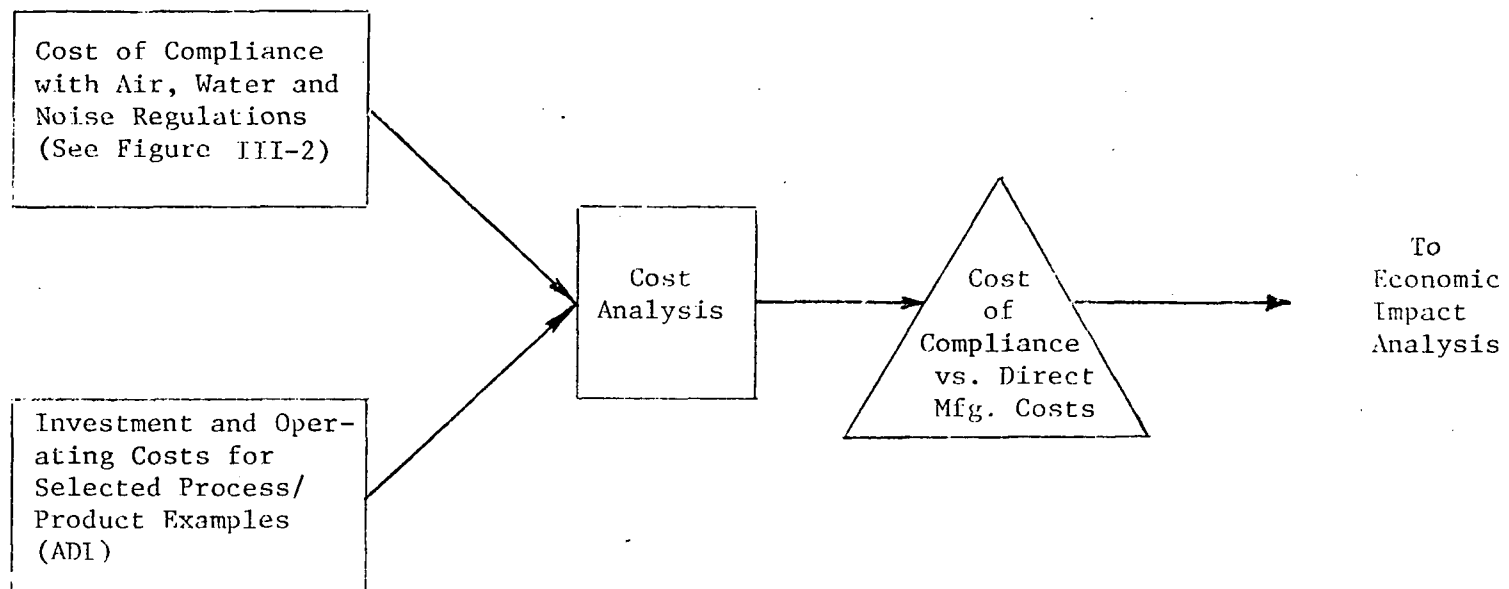 Cost of Compliance
with Air, Water and
Noise Regulations
(See Figure III-2)
Investment and Oper-
ating Costs for
Selected Process/
Product Examples
(ADL)
Cost
Analysis
Cost
of
Compliance
vs. Direct
Mfg. Costs
To
Economic
Impact
Analysis